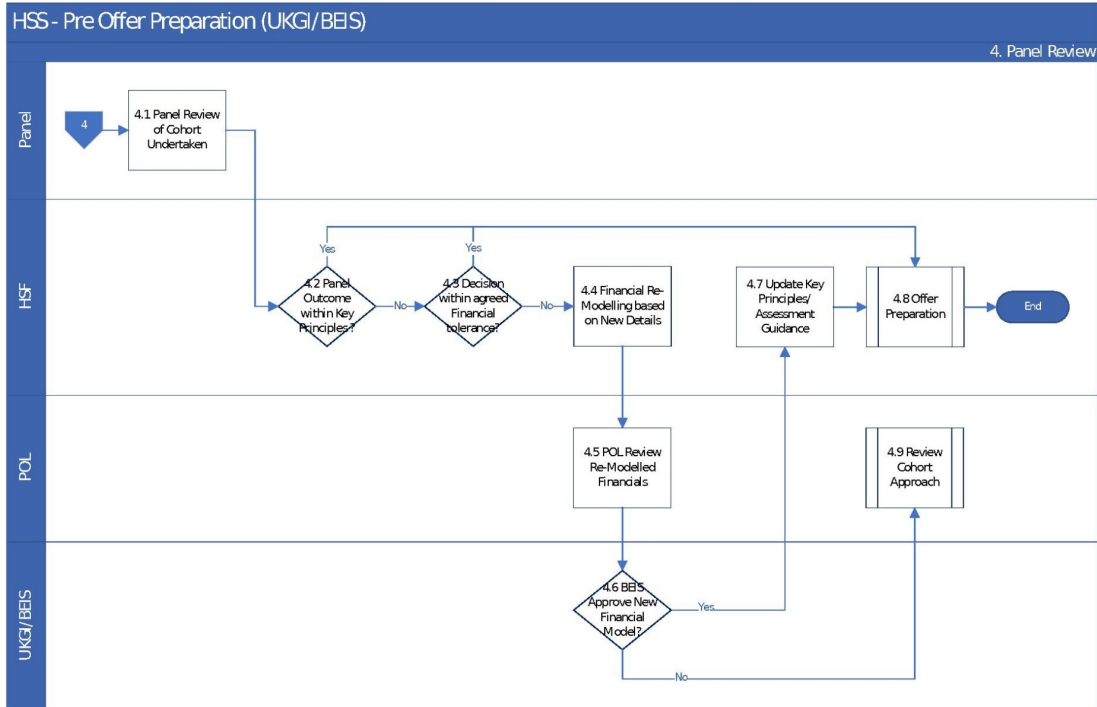 HSS - Pre Offer Preparation (UKGI/BEIS)
4. Panel Review
Panel
4
4.1 Panel Review
of Cohort
Undertaken
HSF
Yes
Yes
4.2 Panel
Outcome
within Key
Principles?
No
4.3 Decision
within agreed
Financial
tolerance?
No
4.4 Financial Re-
Modelling based
on New Details
4.7 Update Key
Principles/
Assessment
Guidance
4.8 Offer
Preparation
End
POL
4.5 POL Review
Re-Modelled
Financials
4.9 Review
Cohort
Approach
UKGI/BEIS
4.6 BEIS
Approve New
Financial
Model?
Yes
No